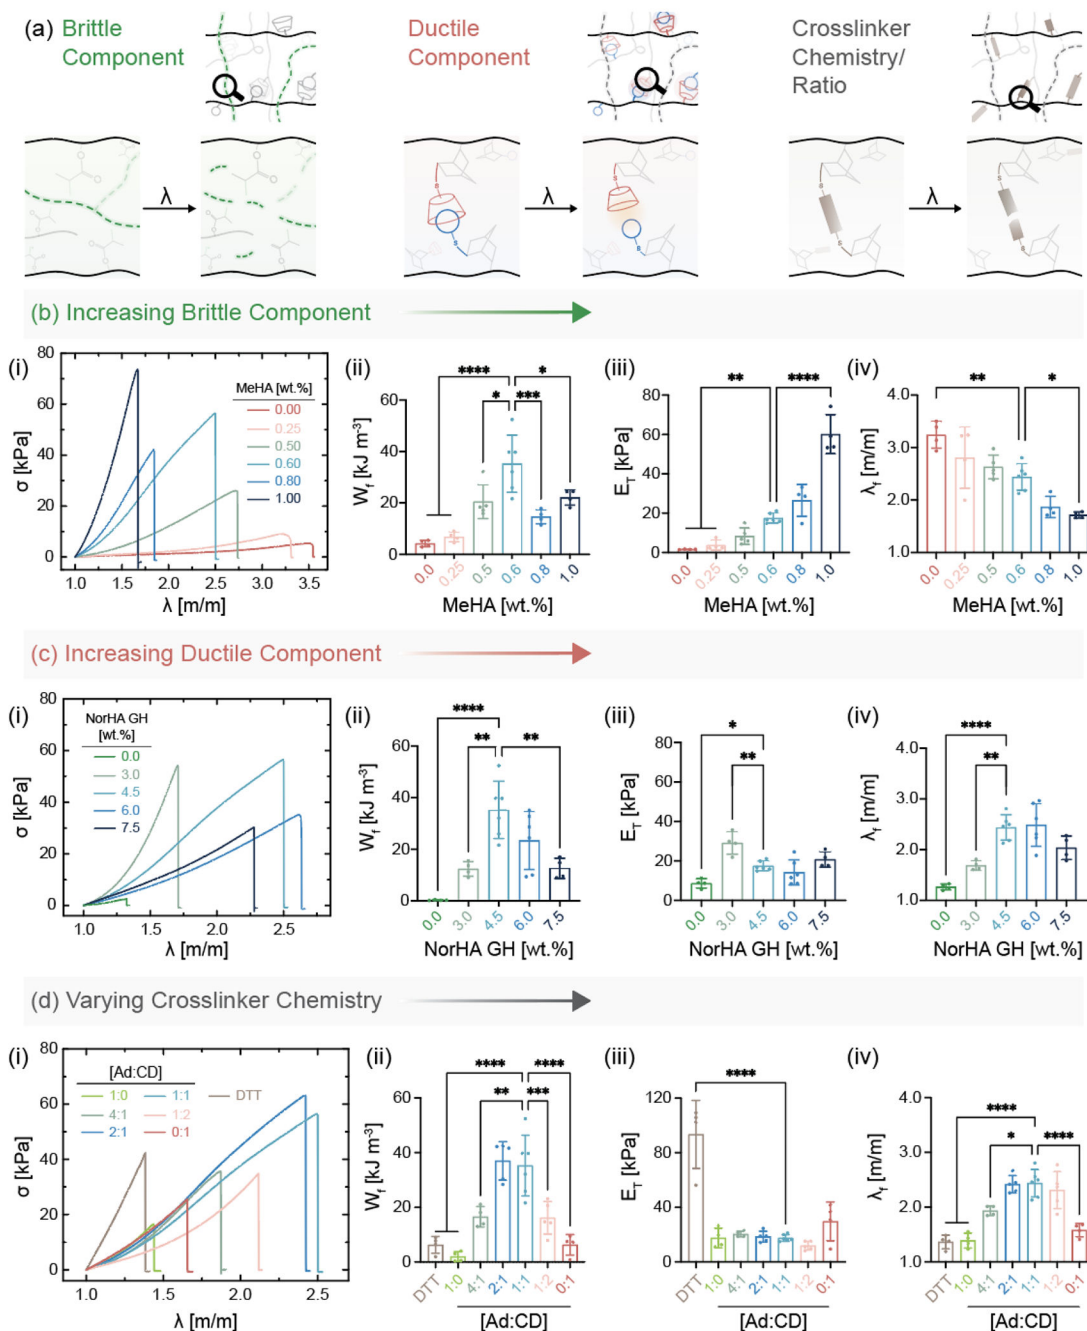 (a) Brittle Component
Ductile Component
Crosslinker Chemistry/ Ratio
λ
λ
λ
S
S
S
S
S
S
S
S
(b) Increasing Brittle Component
(i)
σ [kPa]
80
60
40
20
0
1.0 1.5 2.0 2.5 3.0 3.5
λ [m/m]
MeHA [wt.%]
0.00
0.25
0.50
0.60
0.80
1.00
(ii)
W_f [kJ m⁻³]
60
40
20
0
**** *
* ***
0.0 0.25 0.5 0.6 0.8 1.0
MeHA [wt.%]
(iii)
E_T [kPa]
80
60
40
20
0
** ****
0.0 0.25 0.5 0.6 0.8 1.0
MeHA [wt.%]
(iv)
λ_f [m/m]
4.0
3.0
2.0
1.0
** *
0.0 0.25 0.5 0.6 0.8 1.0
MeHA [wt.%]
(c) Increasing Ductile Component
(i)
σ [kPa]
80
60
40
20
0
1.0 1.5 2.0 2.5
λ [m/m]
NorHA GH
[wt.%]
0.0
3.0
4.5
6.0
7.5
(ii)
W_f [kJ m⁻³]
60
40
20
0
****
** **
0.0 3.0 4.5 6.0 7.5
NorHA GH [wt.%]
(iii)
E_T [kPa]
80
60
40
20
0
*
**
0.0 3.0 4.5 6.0 7.5
NorHA GH [wt.%]
(iv)
λ_f [m/m]
4.0
3.0
2.0
1.0
****
**
0.0 3.0 4.5 6.0 7.5
NorHA GH [wt.%]
(d) Varying Crosslinker Chemistry
(i)
σ [kPa]
80
60
40
20
0
1.0 1.5 2.0 2.5
λ [m/m]
[Ad:CD]
1:0 1:1 DTT
4:1 1:2
2:1 0:1
(ii)
W_f [kJ m⁻³]
60
40
20
0
**** ****
** ***
DTT 1:0 4:1 2:1 1:1 1:2 0:1
[Ad:CD]
(iii)
E_T [kPa]
120
80
40
0
****
DTT 1:0 4:1 2:1 1:1 1:2 0:1
[Ad:CD]
(iv)
λ_f [m/m]
4.0
3.0
2.0
1.0
****
* ****
DTT 1:0 4:1 2:1 1:1 1:2 0:1
[Ad:CD]